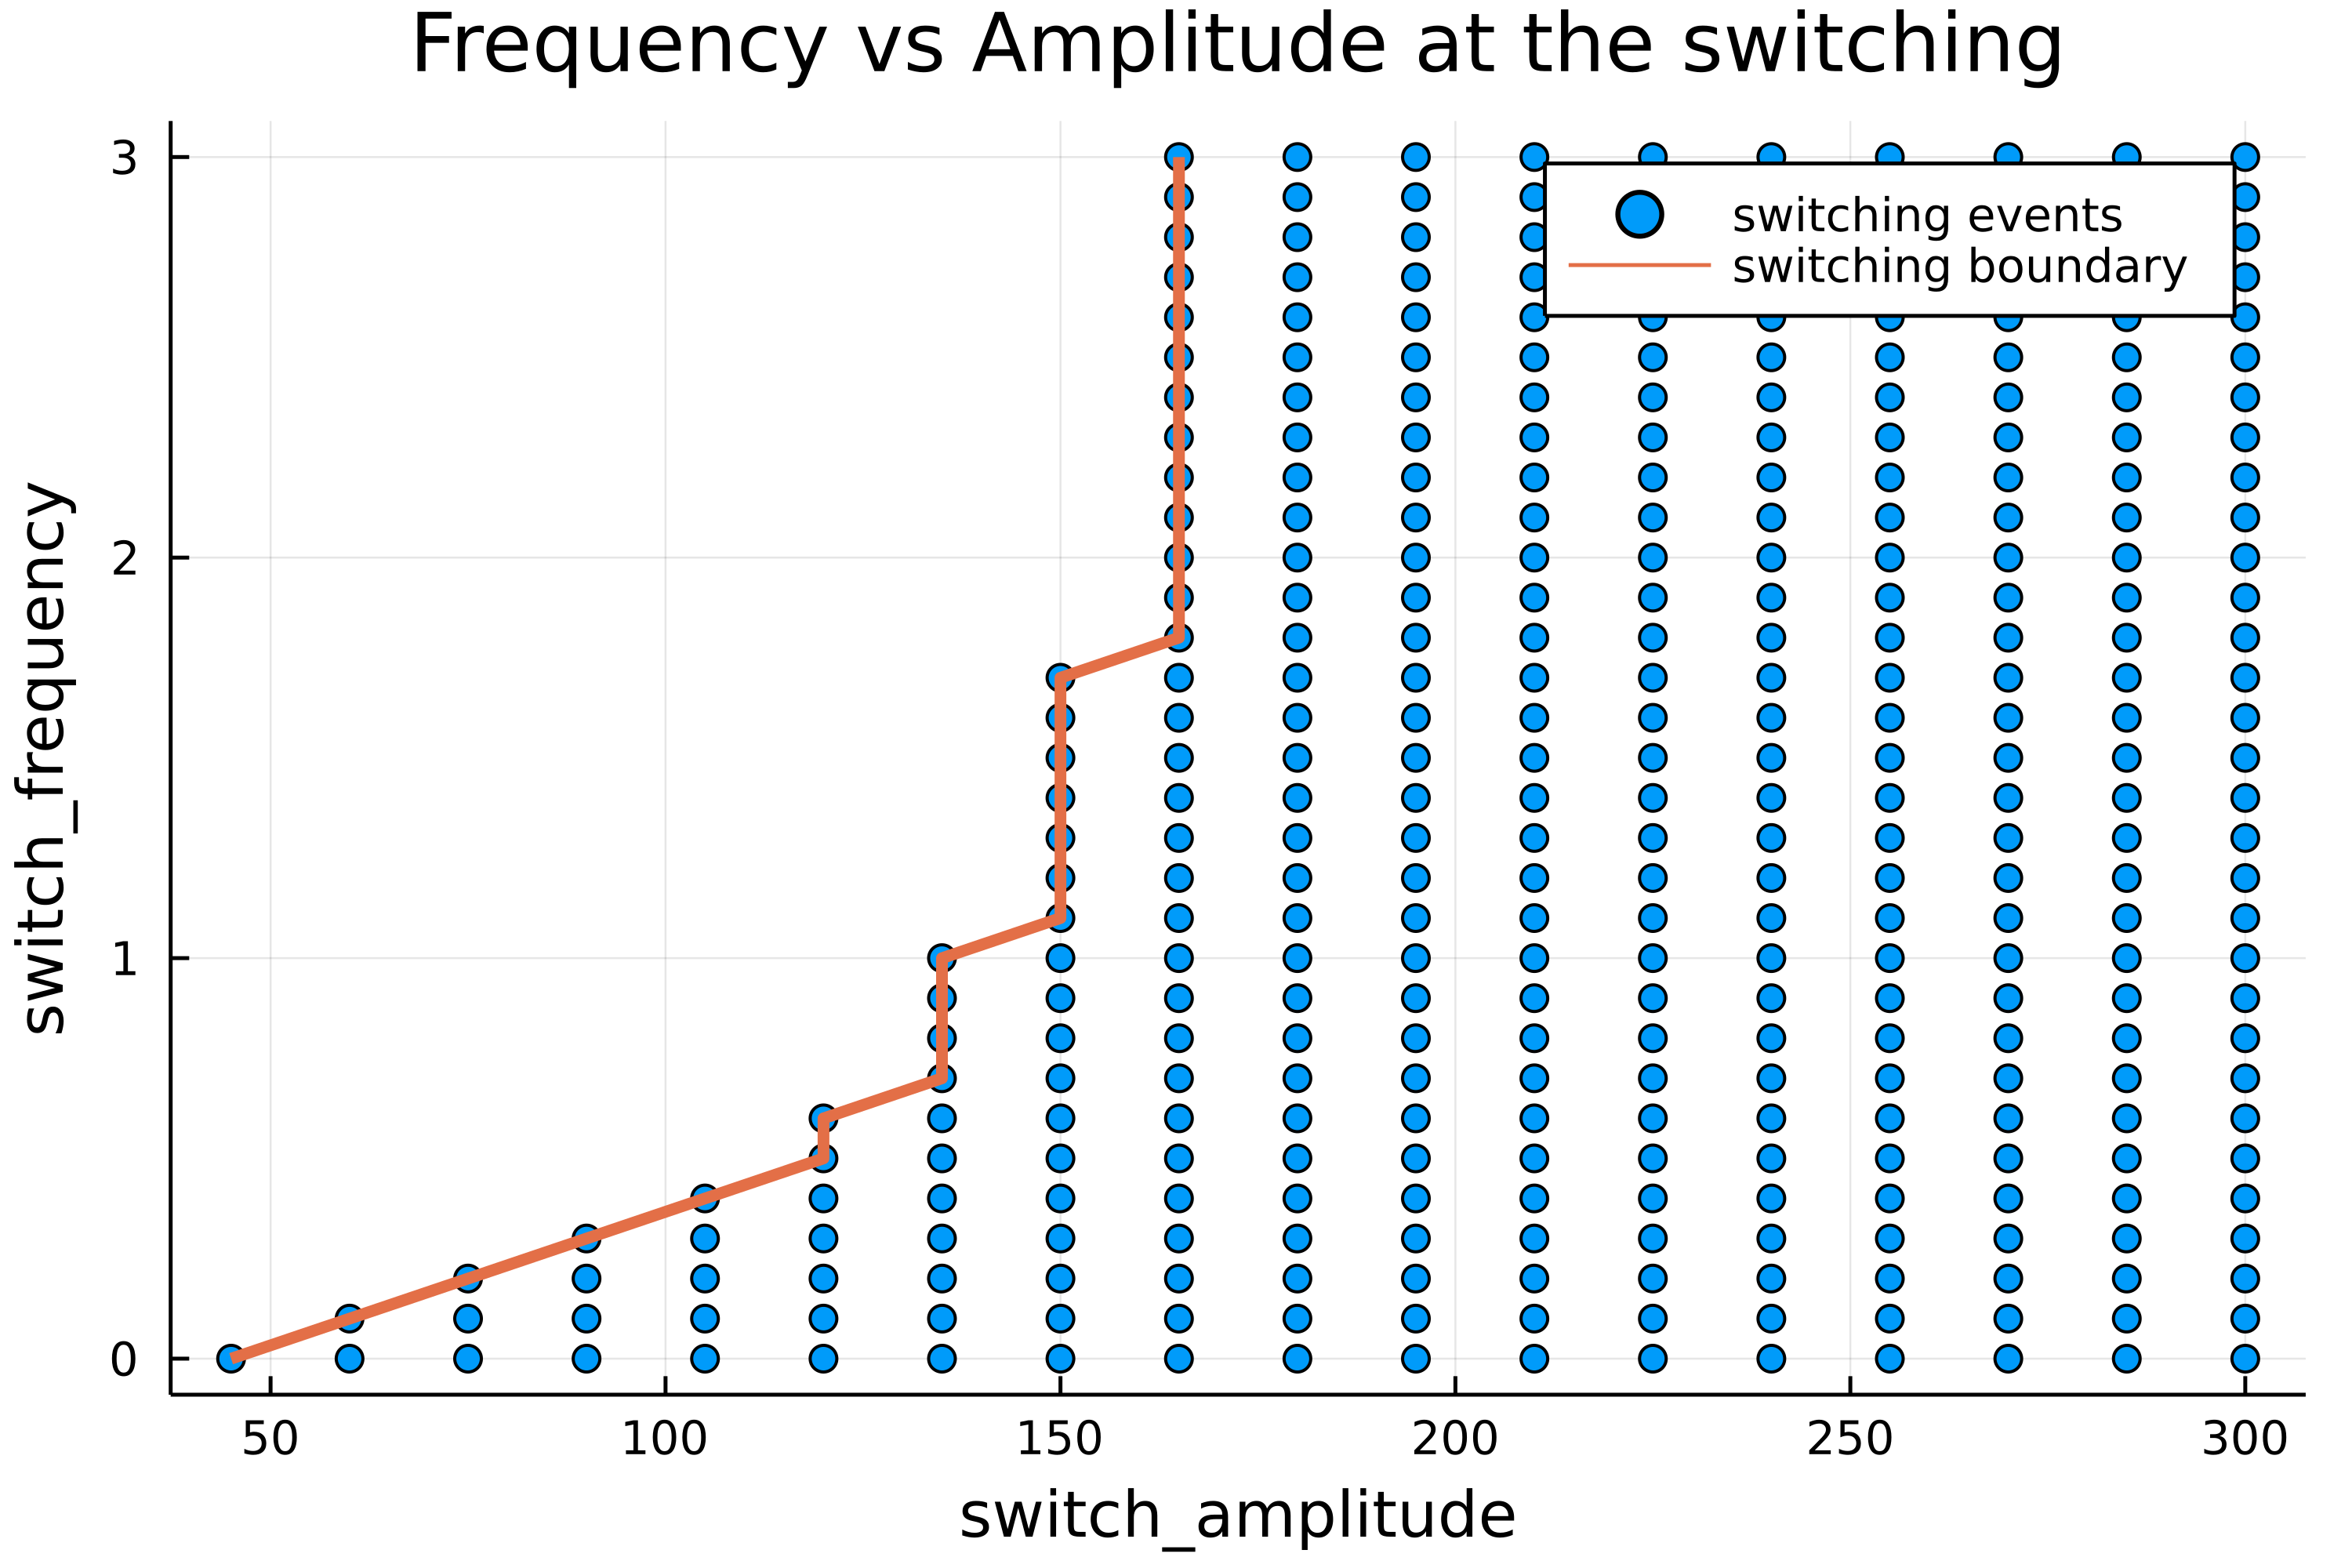 Frequency vs Amplitude at the switching
switching events
switching boundary
switch_frequency
3
2
1
0
50 100 150 200 250 300
switch_amplitude